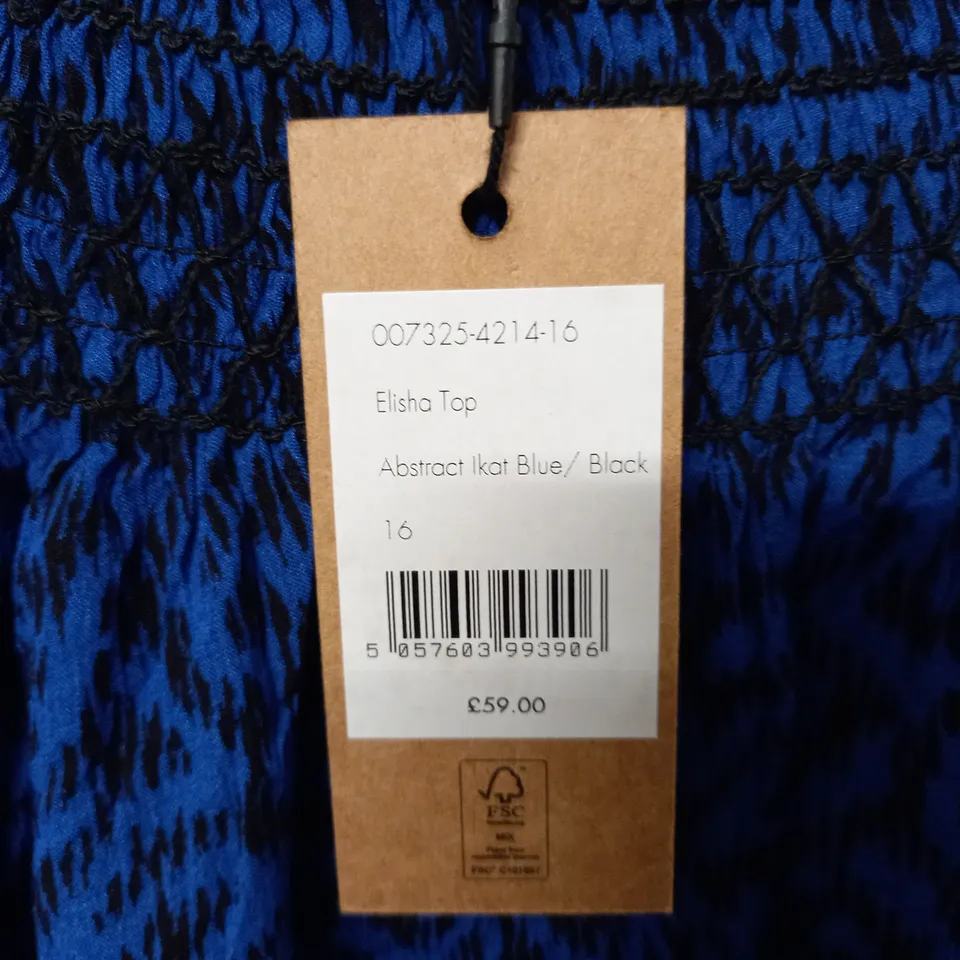 007325-4214-16
Elisha Top
Abstract Ikat Blue/ Black
16
5 057603 993906
£59.00
FSC
MIX